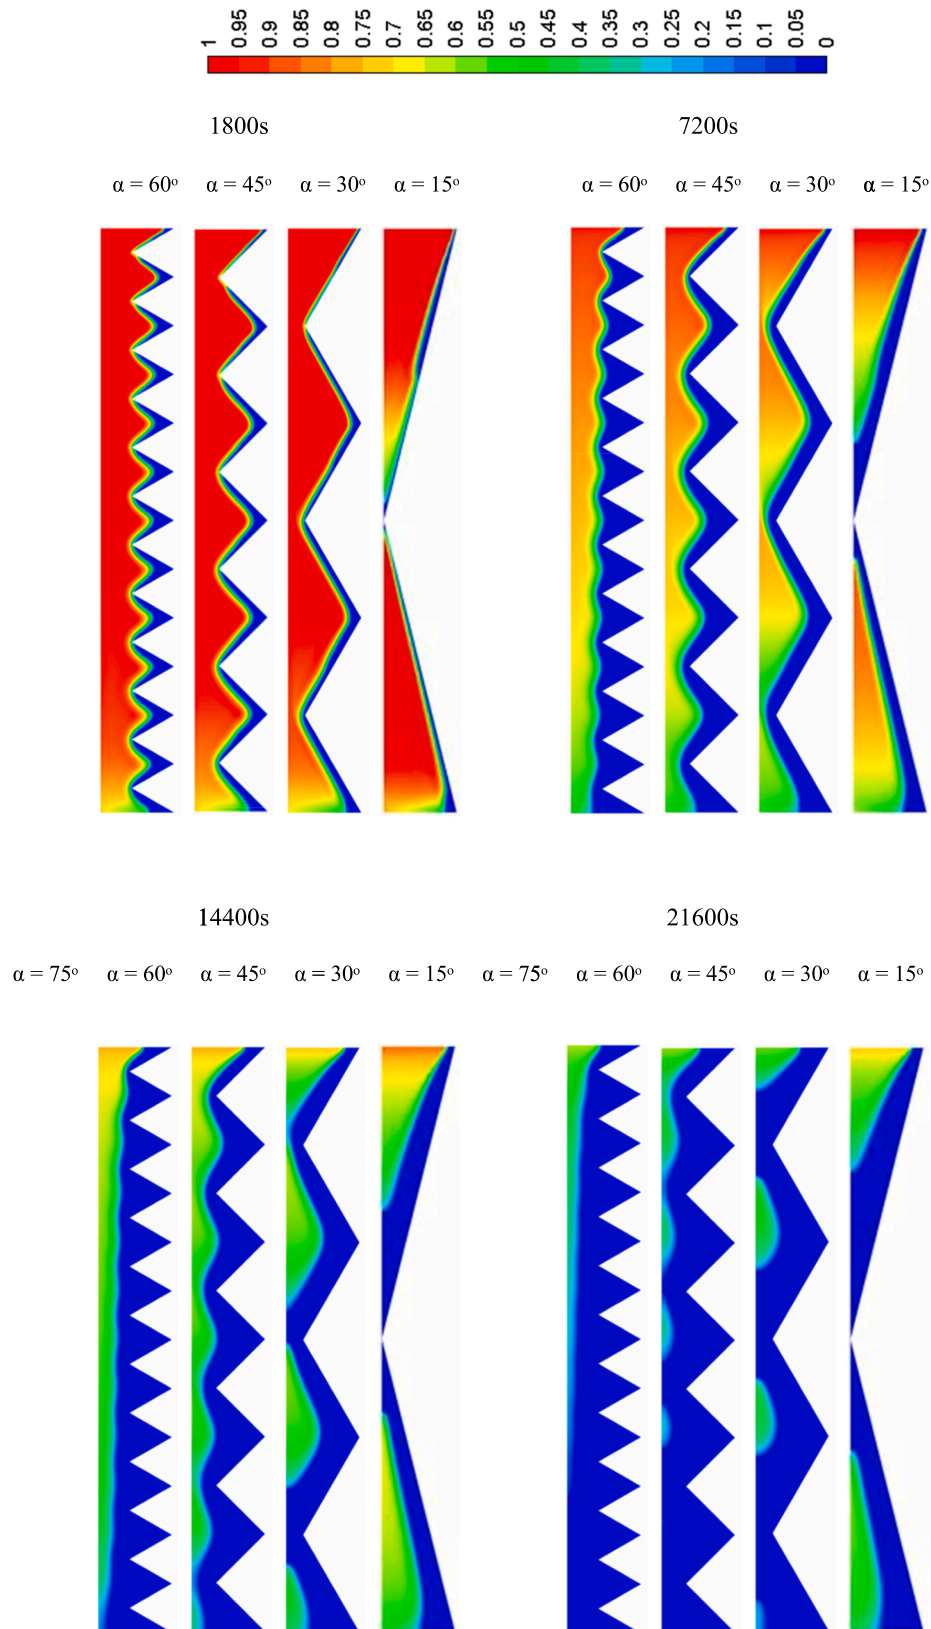 1 0.95 0.9 0.85 0.8 0.75 0.7 0.65 0.6 0.55 0.5 0.45 0.4 0.35 0.3 0.25 0.2 0.15 0.1 0.05 0
1800s 7200s
α = 60° α = 45° α = 30° α = 15° α = 60° α = 45° α = 30° α = 15°
14400s 21600s
α = 75° α = 60° α = 45° α = 30° α = 15° α = 75° α = 60° α = 45° α = 30° α = 15°